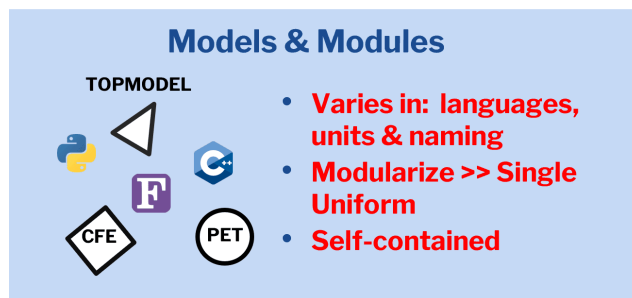 Models & Modules
TOPMODEL
C++
F
CFE
PET
• Varies in: languages,
units & naming
• Modularize >> Single
Uniform
• Self-contained